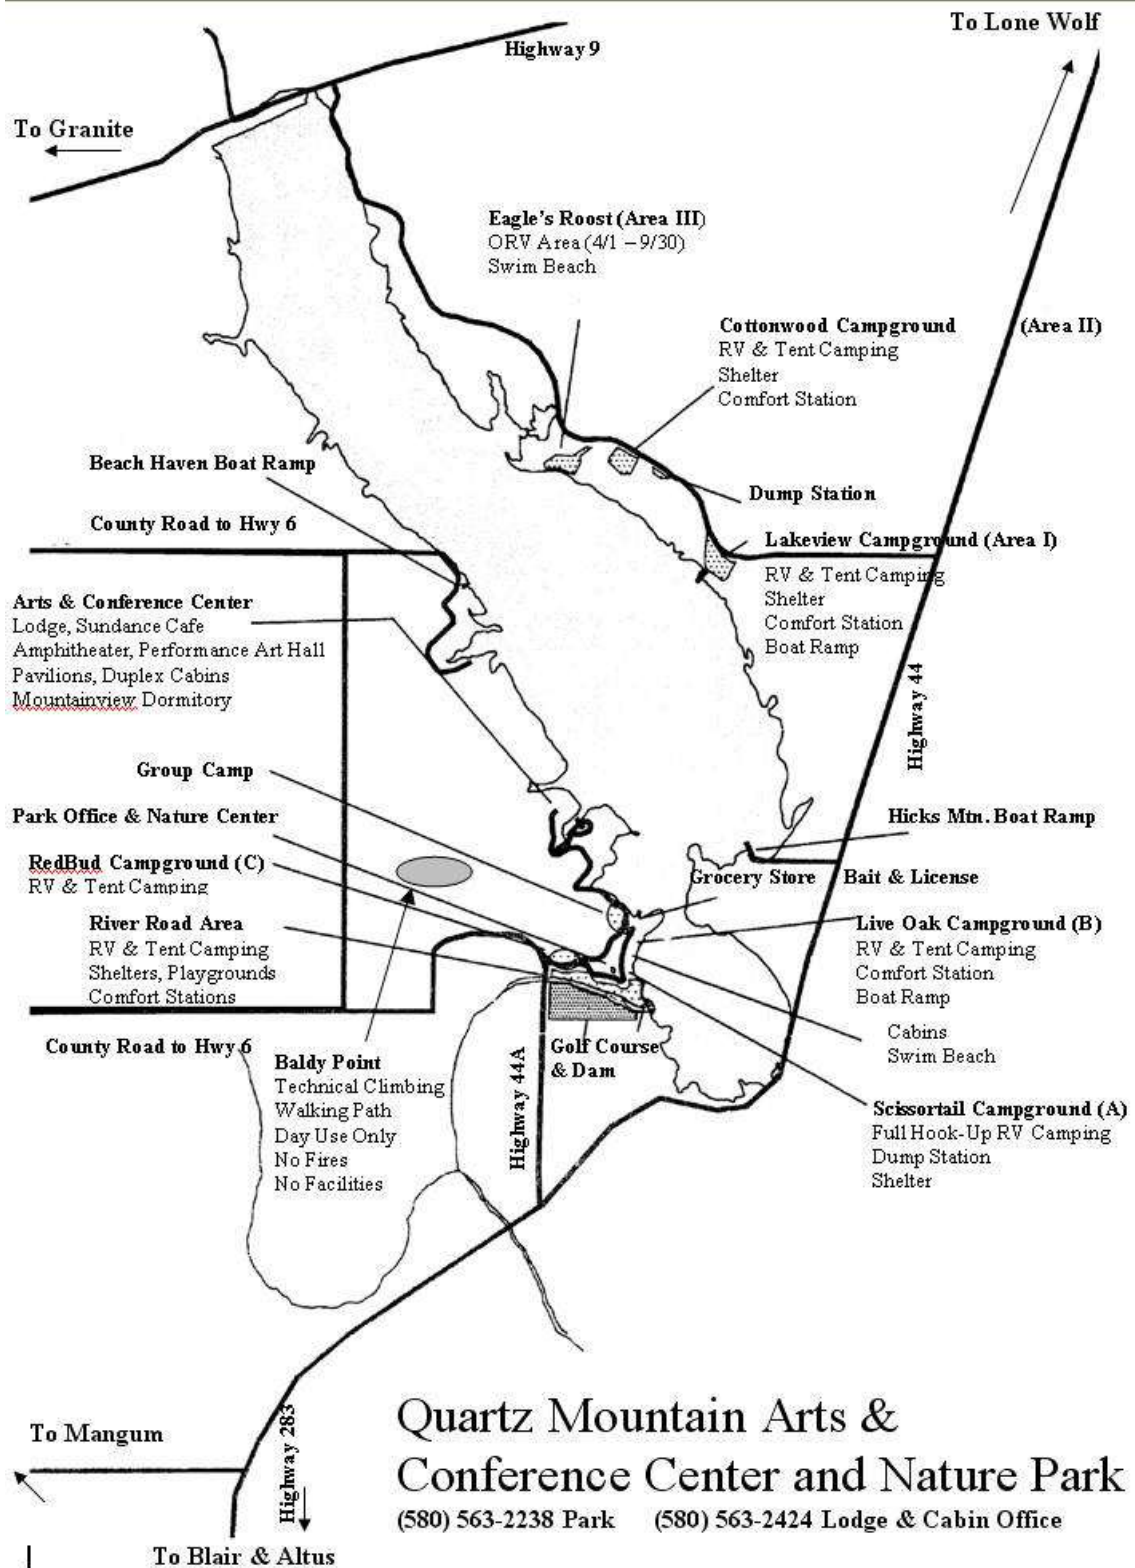 To Lone Wolf
Highway 9
To Granite
Eagle's Roost (Area III)
ORV Area (4/1 – 9/30)
Swim Beach
Cottonwood Campground (Area II)
RV & Tent Camping
Shelter
Comfort Station
Beach Haven Boat Ramp
Dump Station
County Road to Hwy 6
Lakeview Campground (Area I)
RV & Tent Camping
Shelter
Comfort Station
Boat Ramp
Arts & Conference Center
Lodge, Sundance Cafe
Amphitheater, Performance Art Hall
Pavilions, Duplex Cabins
Mountainview Dormitory
Highway 44
Group Camp
Park Office & Nature Center
Hicks Mtn. Boat Ramp
RedBud Campground (C)
RV & Tent Camping
Grocery Store Bait & License
River Road Area
RV & Tent Camping
Shelters, Playgrounds
Comfort Stations
Live Oak Campground (B)
RV & Tent Camping
Comfort Station
Boat Ramp
Cabins
Swim Beach
County Road to Hwy 6
Golf Course
& Dam
Baldy Point
Technical Climbing
Walking Path
Day Use Only
No Fires
No Facilities
Highway 44A
Scissortail Campground (A)
Full Hook-Up RV Camping
Dump Station
Shelter
To Mangum
Highway 283
Quartz Mountain Arts &
Conference Center and Nature Park
(580) 563-2238 Park (580) 563-2424 Lodge & Cabin Office
To Blair & Altus